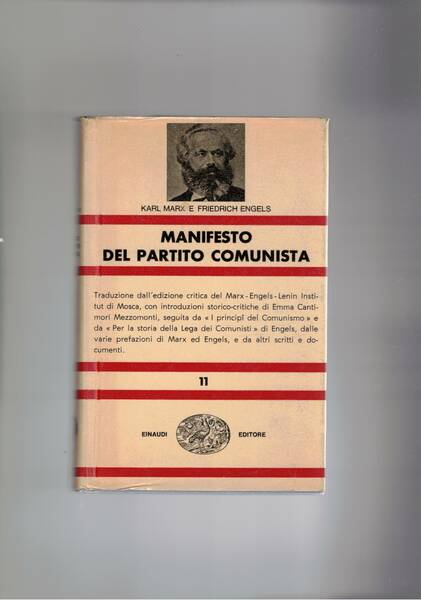 KARL MARX E FRIEDRICH ENGELS
MANIFESTO
DEL PARTITO COMUNISTA
Traduzione dall'edizione critica del Marx-Engels-Lenin Insti-
tut di Mosca, con introduzioni storico-critiche di Emma Canti-
mori Mezzomonti, seguita da « I principî del Comunismo » e
da « Per la storia della Lega dei Comunisti » di Engels, dalle
varie prefazioni di Marx ed Engels, e da altri scritti e do-
cumenti.
11
EINAUDI EDITORE